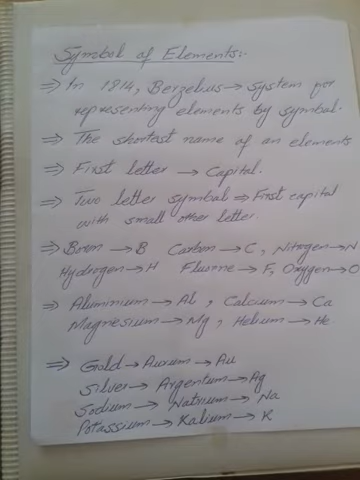 Symbol of Elements:-
⇒ In 1814, Berzelius → System for
representing elements by symbol.
⇒ The shortest name of an elements
⇒ First letter → Capital.
⇒ Two letter symbol ⇒ First capital
with small other letter
⇒ Boron → B Carbon → C, Nitrogen → N
Hydrogen → H Fluorine → F, Oxygen → O
⇒ Aluminium → Al, Calcium → Ca
Magnesium → Mg, Helium → He
⇒ Gold → Aurum → Au
Silver → Argentum → Ag
Sodium → Natrium → Na
Potassium → Kalium → K